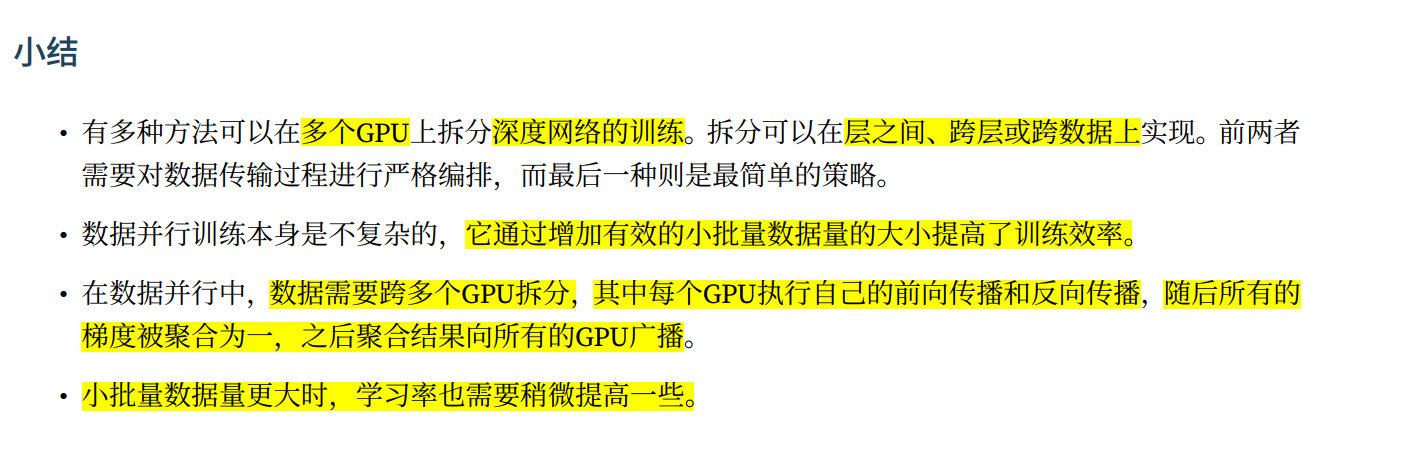 小结
• 有多种方法可以在多个GPU上拆分深度网络的训练。拆分可以在层之间、跨层或跨数据上实现。前两者
需要对数据传输过程进行严格编排，而最后一种则是最简单的策略。
• 数据并行训练本身是不复杂的，它通过增加有效的小批量数据量的大小提高了训练效率。
• 在数据并行中，数据需要跨多个GPU拆分，其中每个GPU执行自己的前向传播和反向传播，随后所有的
梯度被聚合为一，之后聚合结果向所有的GPU广播。
• 小批量数据量更大时，学习率也需要稍微提高一些。